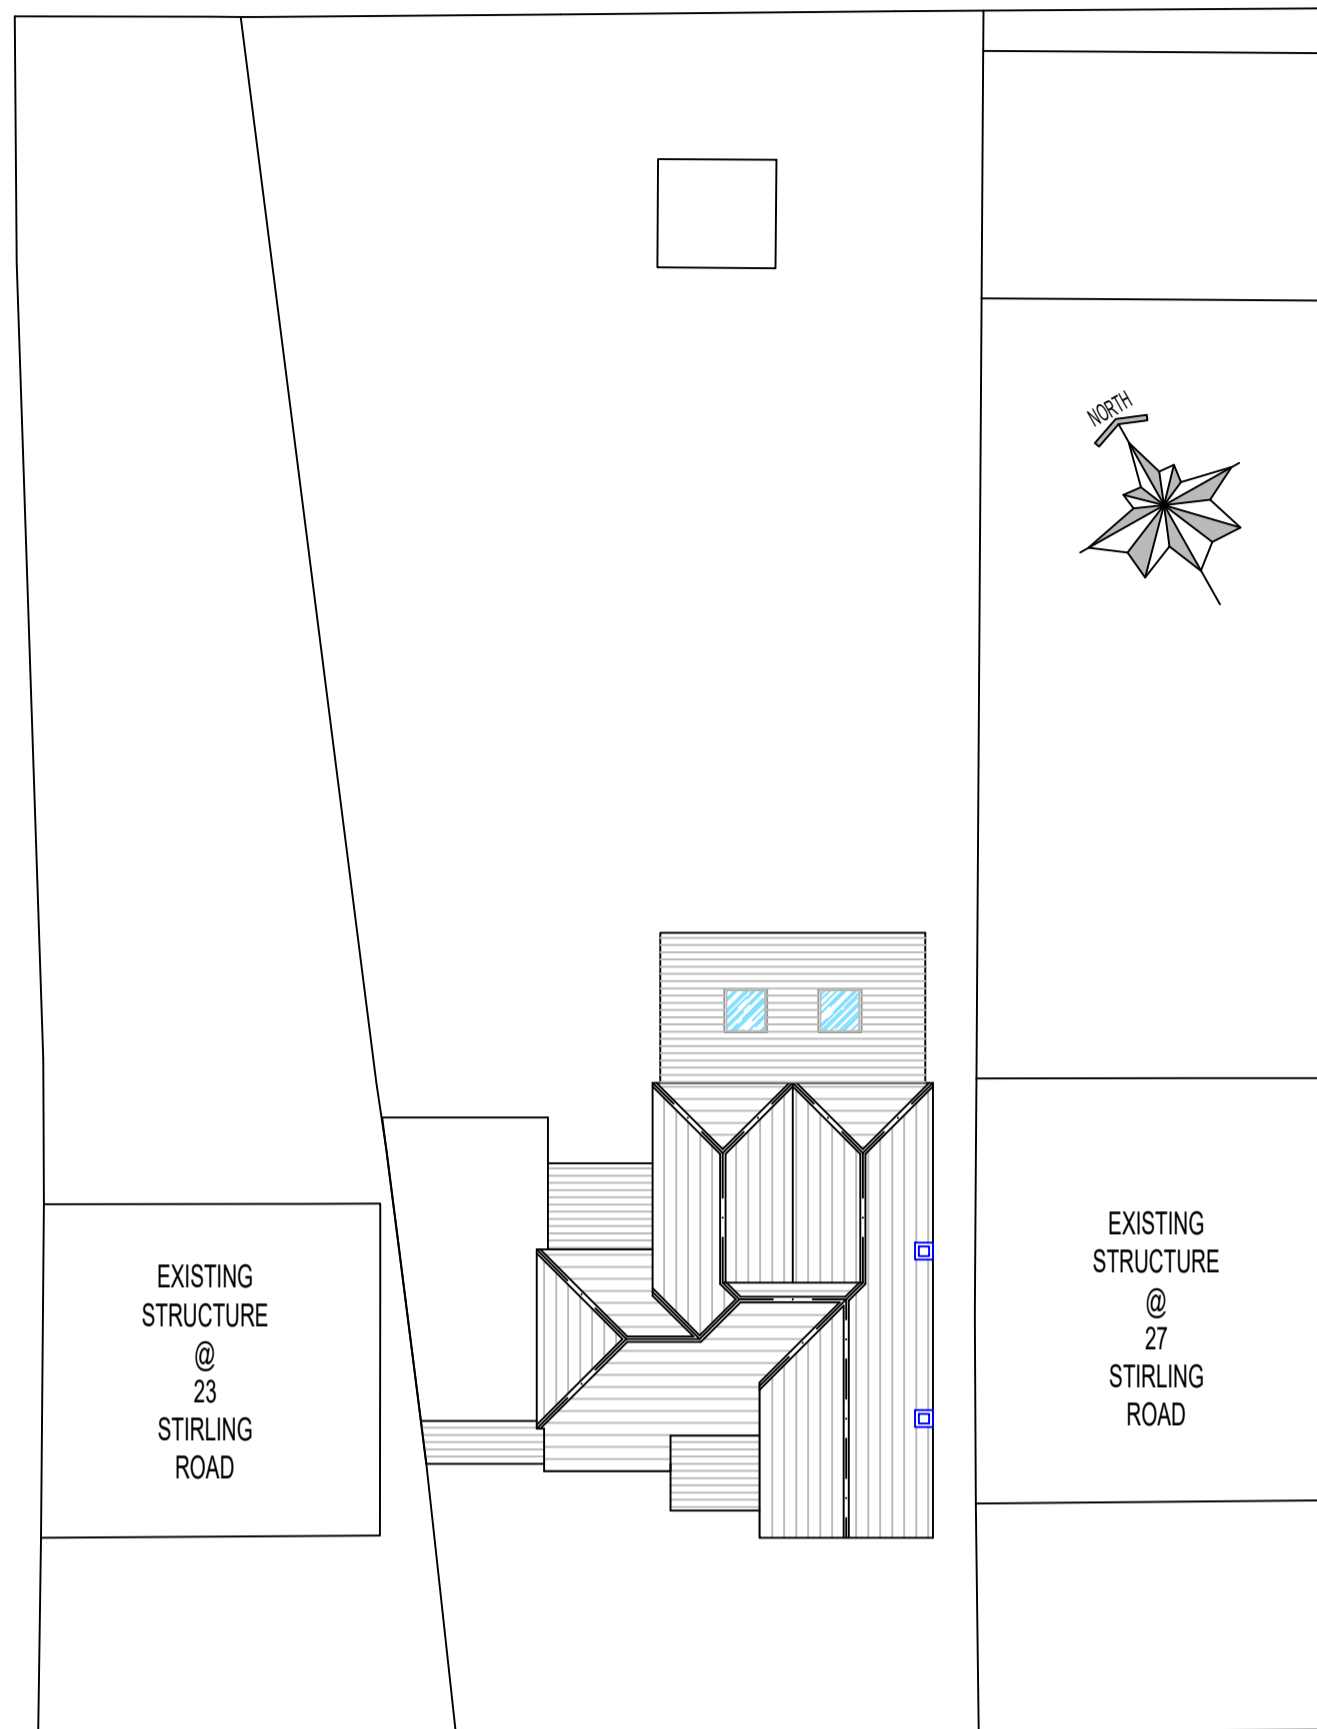 NORTH
EXISTING
STRUCTURE
@
23
STIRLING
ROAD
EXISTING
STRUCTURE
@
27
STIRLING
ROAD